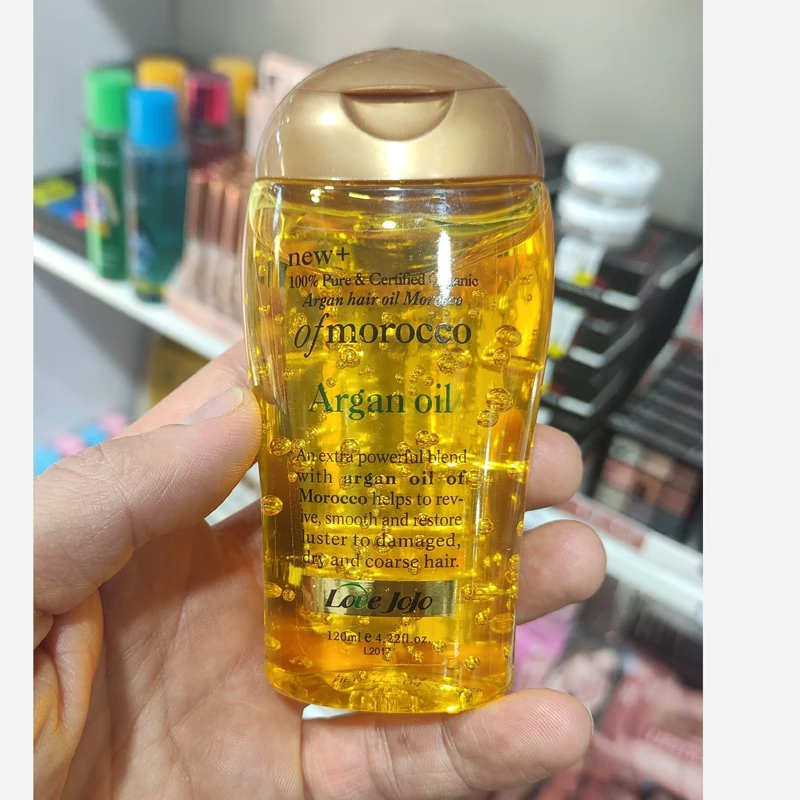 new+
100% Pure & Certified Organic
Argan hair oil Morocco
of morocco
Argan oil
An extra powerful blend
with argan oil of
Morocco helps to rev-
ive, smooth and restore
luster to damaged,
dry and coarse hair.
Love JoJo
120ml e 4.22fl.oz.
L2017